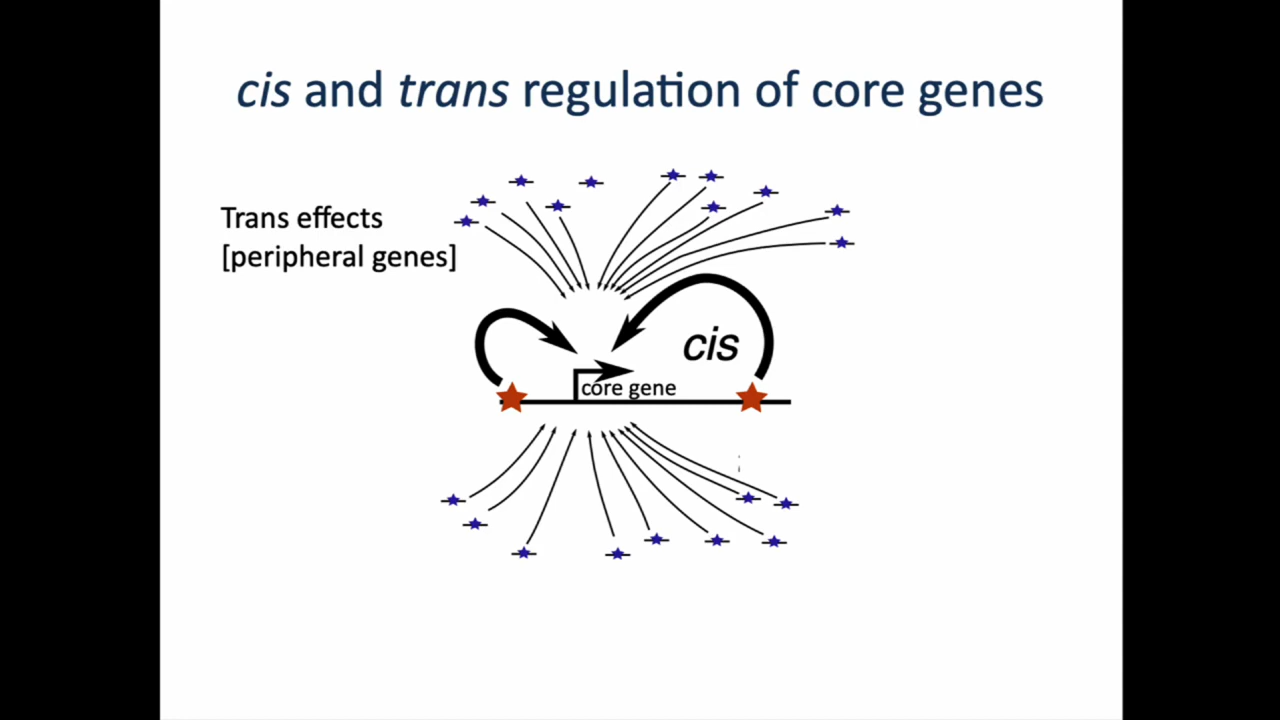 cis and trans regulation of core genes
Trans effects
[peripheral genes]
cis
core gene